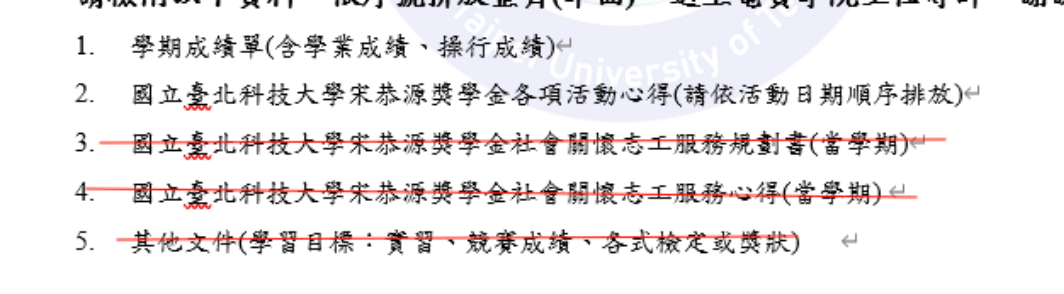 1. 學期成績單(含學業成績、操行成績)
University of
2. 國立臺北科技大學宋恭源獎學金各項活動心得(請依活動日期順序排放)
3. 國立臺北科技大學宋恭源獎學金社會關懷志工服務規劃書(當學期)
4. 國立臺北科技大學宋恭源獎學金社會關懷志工服務心得(當學期)
5. 其他文件(學習目標：實習、競賽成績、各式檢定或獎狀)